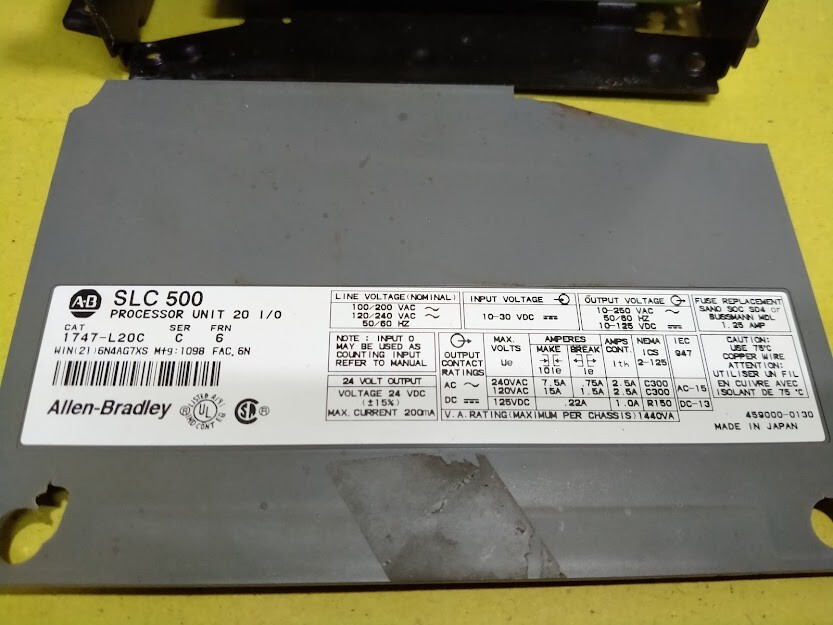 A-B SLC 500
PROCESSOR UNIT 20 I/O
CAT SER FRN
1747-L20C C 6
WIN(21):6N4AG7XS Mfg:1098 FAC.6N
Allen-Bradley
LISTED
UL
IND CONT EQ
LINE VOLTAGE (NOMINAL)
100/200 VAC
120/240 VAC
50/60 HZ
INPUT VOLTAGE
10-30 VDC
OUTPUT VOLTAGE
10-250 VAC
50/60 HZ
10-125 VDC
FUSE REPLACEMENT
SANO SOC SD4 or
BUSSMANN MDL
1.25 AMP
NOTE : INPUT 0
MAY BE USED AS
COUNTING INPUT
REFER TO MANUAL
24 VOLT OUTPUT
VOLTAGE 24 VDC
(±15%)
MAX. CURRENT 200mA
OUTPUT
CONTACT
RATINGS
MAX.
VOLTS
Ue
AMPERES
MAKE BREAK
10Ie Ie
AMPS
CONT.
Ith
NEMA
ICS
2-125
IEC
947
AC ~ 240VAC 7.5A .75A 2.5A C300 AC-15
120VAC 15A 1.5A 2.5A C300
DC 125VDC .22A 1.0A R150 DC-13
V.A. RATING (MAXIMUM PER CHASSIS) 1440VA
CAUTION:
USE 75°C
COPPER WIRE
ATTENTION:
UTILISER UN FIL
EN CUIVRE AVEC
ISOLANT DE 75 °C
459000-0130
MADE IN JAPAN